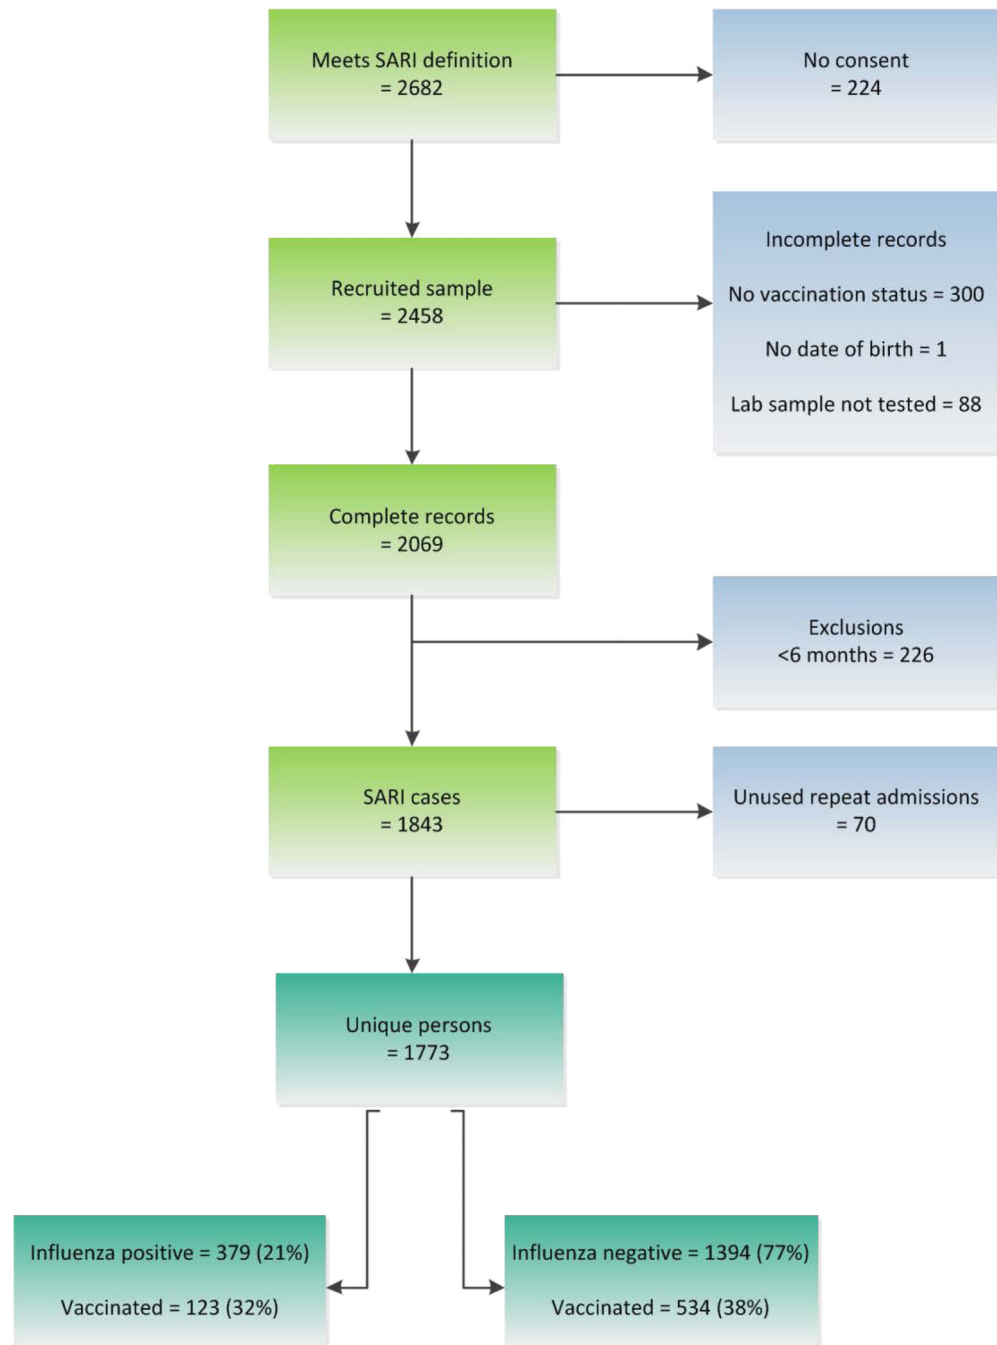 Meets SARI definition
= 2682
No consent
= 224
Recruited sample
= 2458
Incomplete records
No vaccination status = 300
No date of birth = 1
Lab sample not tested = 88
Complete records
= 2069
Exclusions
<6 months = 226
SARI cases
= 1843
Unused repeat admissions
= 70
Unique persons
= 1773
Influenza positive = 379 (21%)
Vaccinated = 123 (32%)
Influenza negative = 1394 (77%)
Vaccinated = 534 (38%)